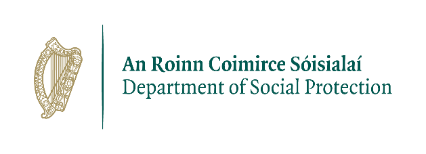 An Roinn Coimirce Sóisialaí
Department of Social Protection